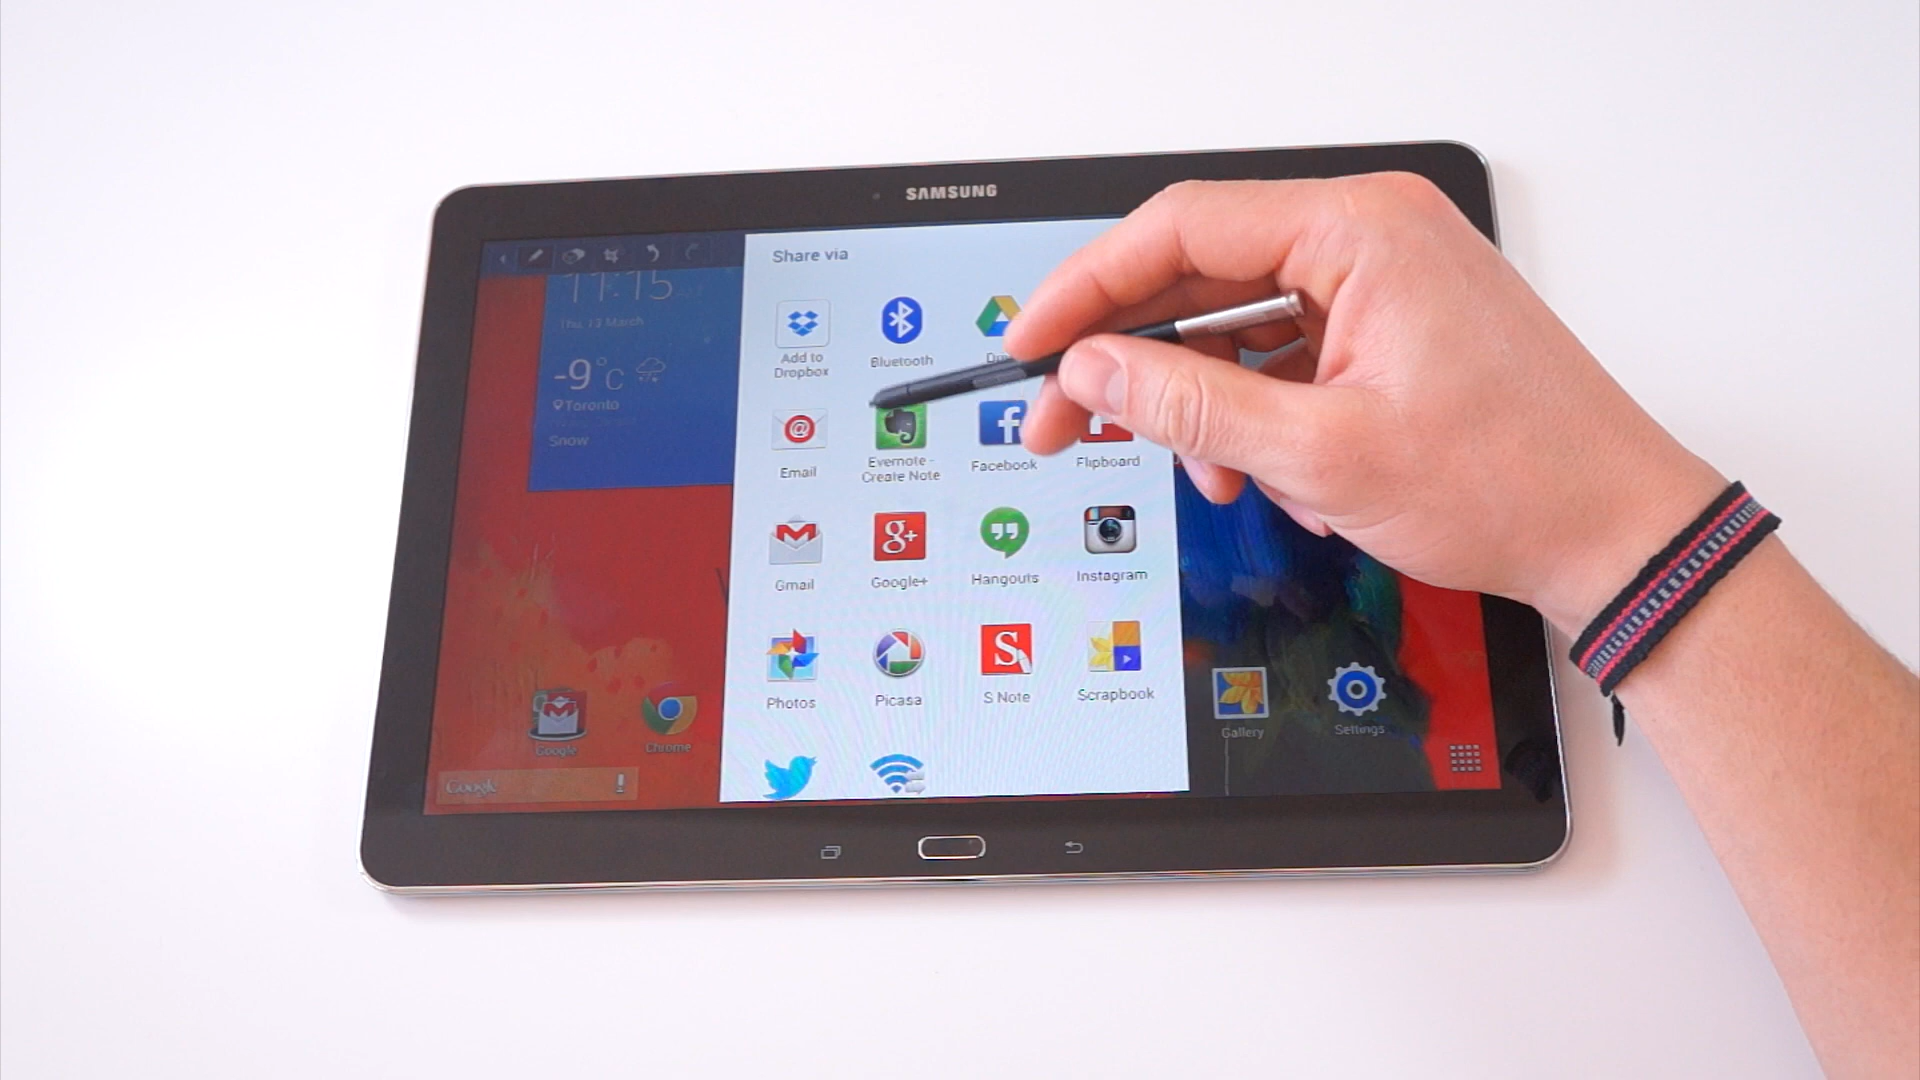 SAMSUNG
Share via
11:15
Thu, 13 March
-9°C
Toronto
Snow
Add to
Dropbox
Bluetooth
Email
Evernote -
Create Note
Facebook
Flipboard
Gmail
Google+
Hangouts
Instagram
Photos
Picasa
S Note
Scrapbook
Google
Chrome
Gallery
Settings
Google